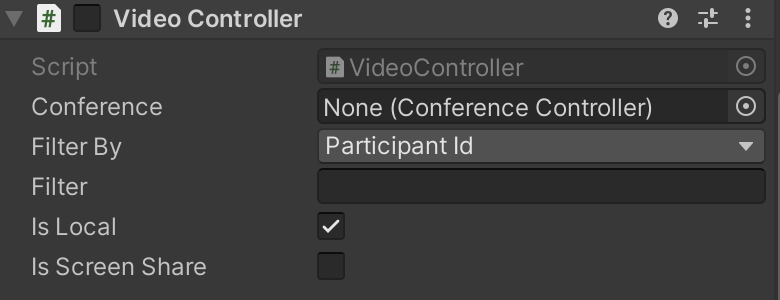 Video Controller
Script VideoController
Conference None (Conference Controller)
Filter By Participant Id
Filter
Is Local
Is Screen Share